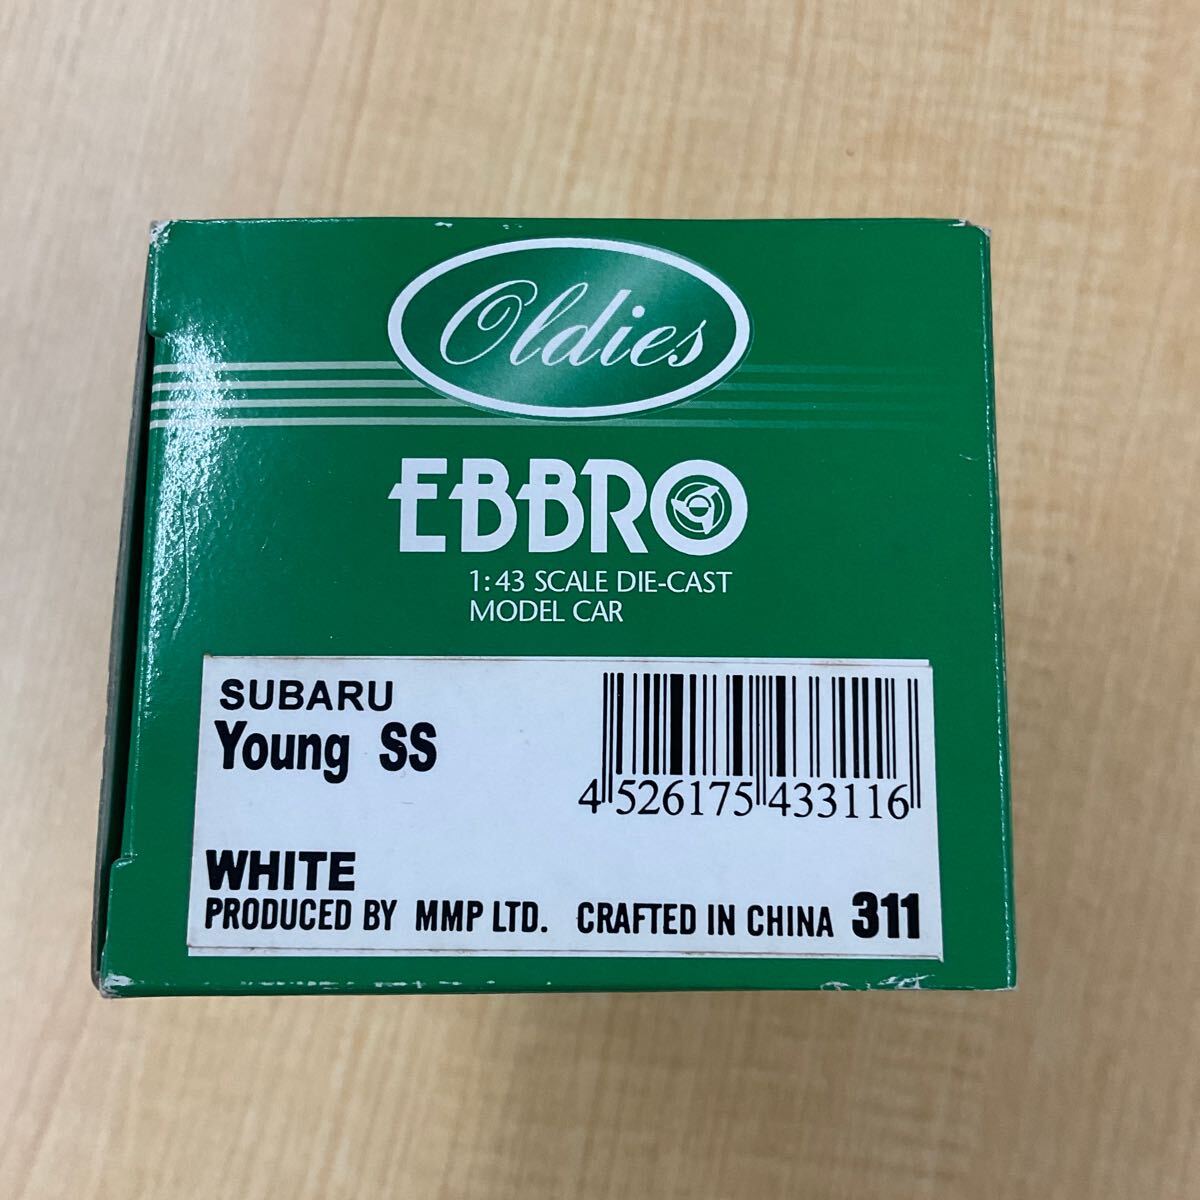 Oldies
EBBRO
1:43 SCALE DIE-CAST
MODEL CAR
SUBARU
Young SS
4 526175 433116
WHITE
PRODUCED BY MMP LTD. CRAFTED IN CHINA 311